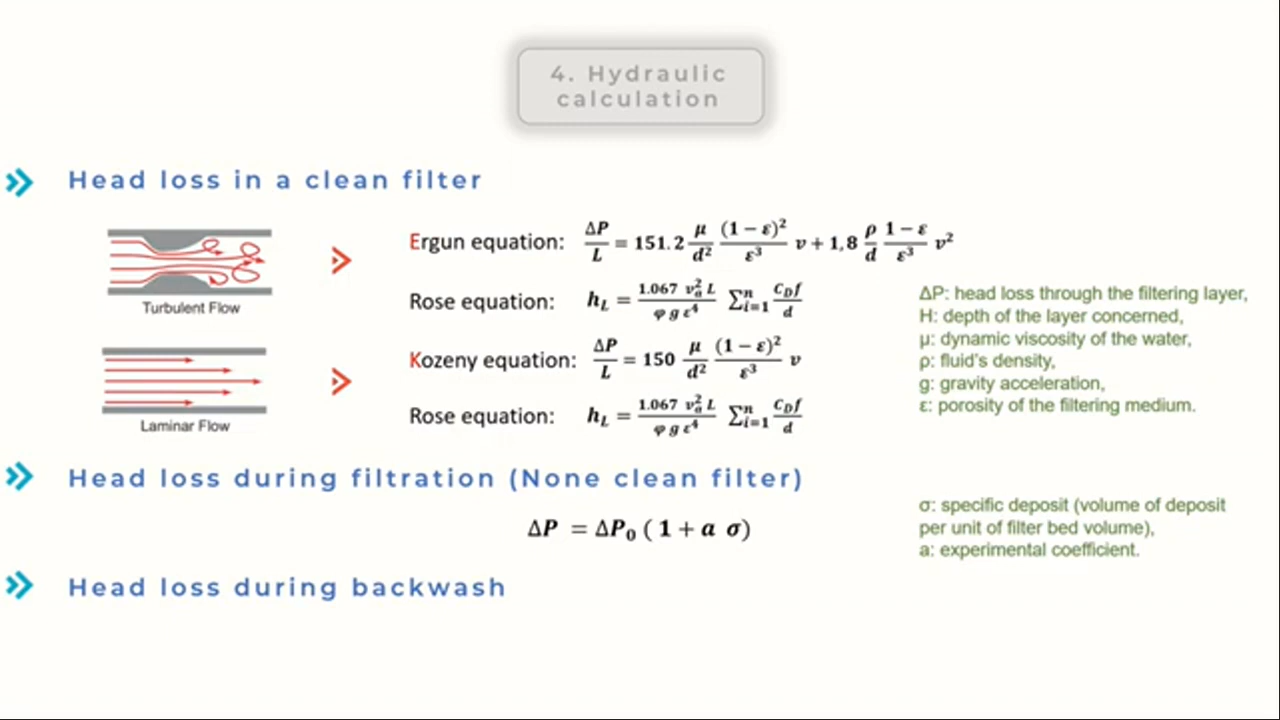 4. Hydraulic
calculation
Head loss in a clean filter
Turbulent Flow
Ergun equation: ΔP/L = 151.2 μ/d² (1 − ε)²/ε³ v + 1,8 ρ/d 1 − ε/ε³ v²
Rose equation: h_L = 1.067 v_a² L/φ g ε⁴ ∑ⁿᵢ₌₁ C_D f/d
Laminar Flow
Kozeny equation: ΔP/L = 150 μ/d² (1 − ε)²/ε³ v
Rose equation: h_L = 1.067 v_a² L/φ g ε⁴ ∑ⁿᵢ₌₁ C_D f/d
ΔP: head loss through the filtering layer,
H: depth of the layer concerned,
μ: dynamic viscosity of the water,
ρ: fluid's density,
g: gravity acceleration,
ε: porosity of the filtering medium.
Head loss during filtration (None clean filter)
ΔP = ΔP₀ ( 1 + a σ)
σ: specific deposit (volume of deposit
per unit of filter bed volume),
a: experimental coefficient.
Head loss during backwash